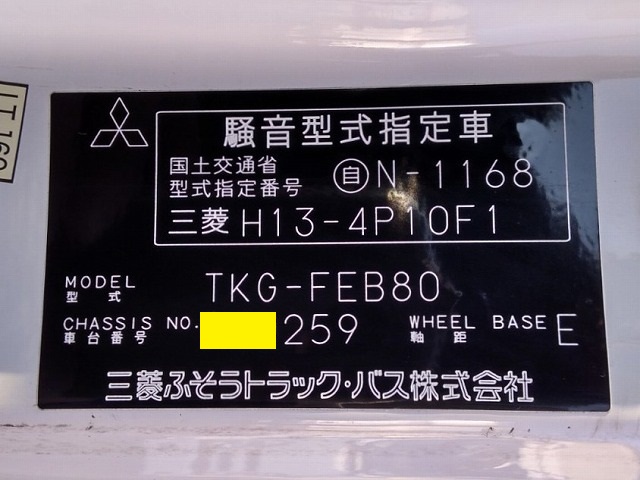 騒音型式指定車
国土交通省
型式指定番号 自N-1168
三菱 H13-4P10F1
MODEL
型式 TKG-FEB80
CHASSIS NO. 259 WHEEL BASE E
車台番号 軸距
三菱ふそうトラック・バス株式会社